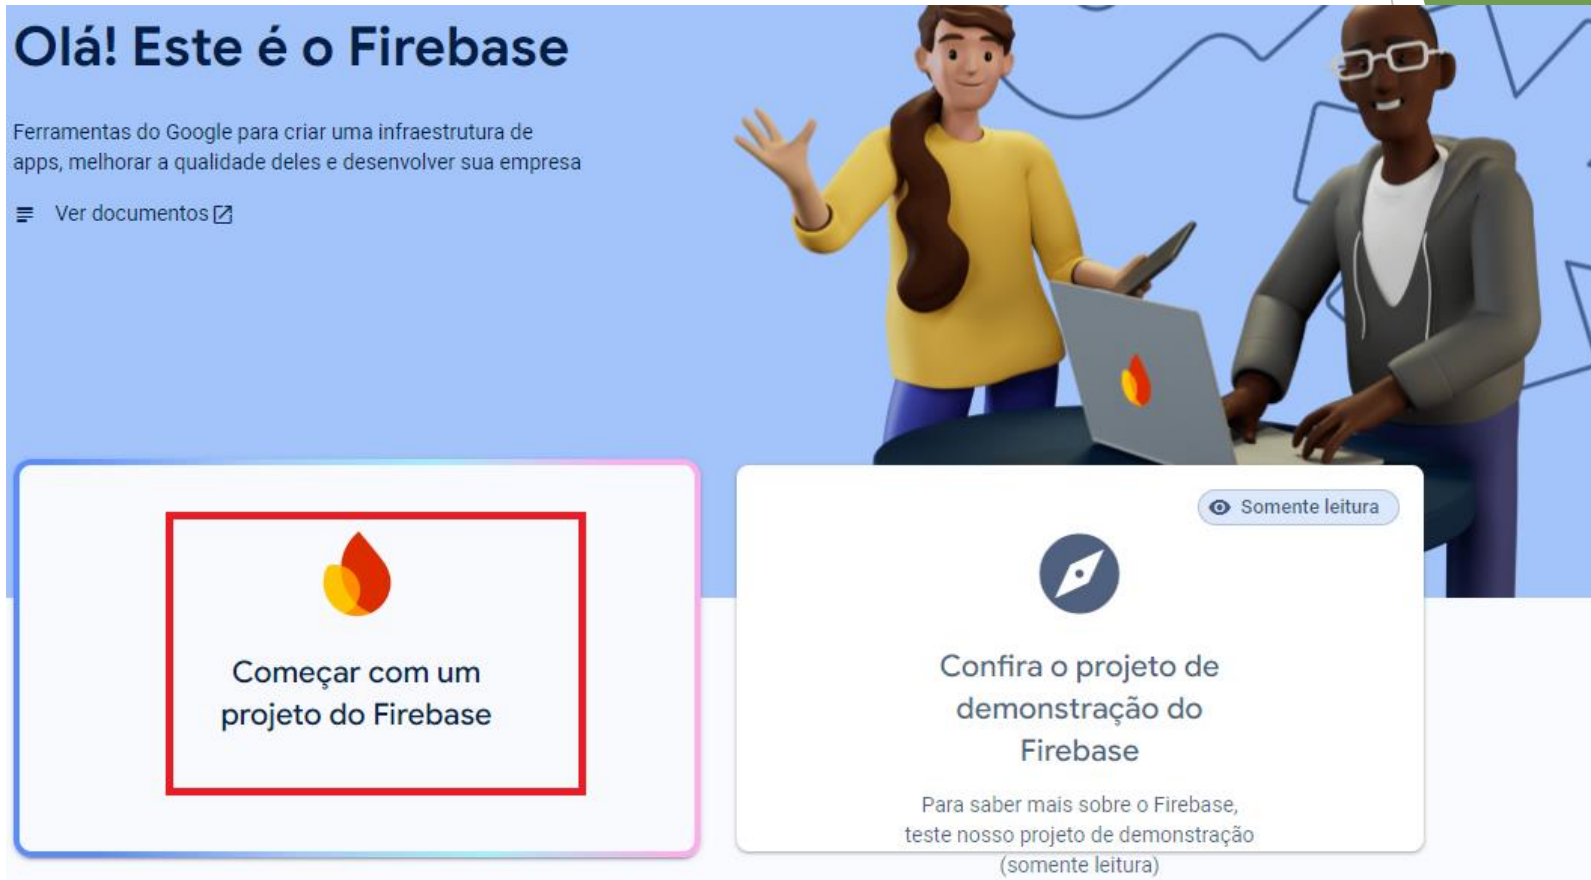 Olá! Este é o Firebase
Ferramentas do Google para criar uma infraestrutura de
apps, melhorar a qualidade deles e desenvolver sua empresa
Ver documentos
Começar com um
projeto do Firebase
Somente leitura
Confira o projeto de
demonstração do
Firebase
Para saber mais sobre o Firebase,
teste nosso projeto de demonstração
(somente leitura)